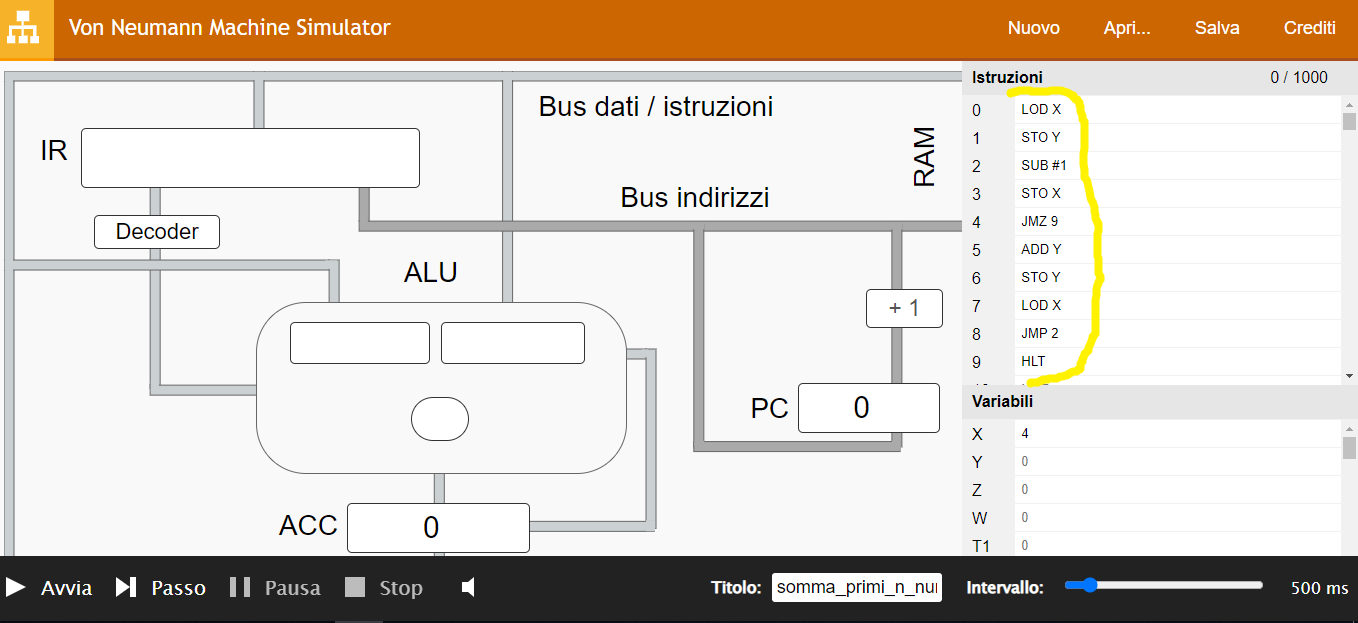 Von Neumann Machine Simulator
Nuovo Apri... Salva Crediti
Bus dati / istruzioni
IR
RAM
Bus indirizzi
Decoder
ALU
+ 1
PC 0
ACC 0
Istruzioni 0 / 1000
0 LOD X
1 STO Y
2 SUB #1
3 STO X
4 JMZ 9
5 ADD Y
6 STO Y
7 LOD X
8 JMP 2
9 HLT
Variabili
X 4
Y 0
Z 0
W 0
T1 0
Avvia Passo Pausa Stop Titolo: somma_primi_n_nu Intervallo: 500 ms